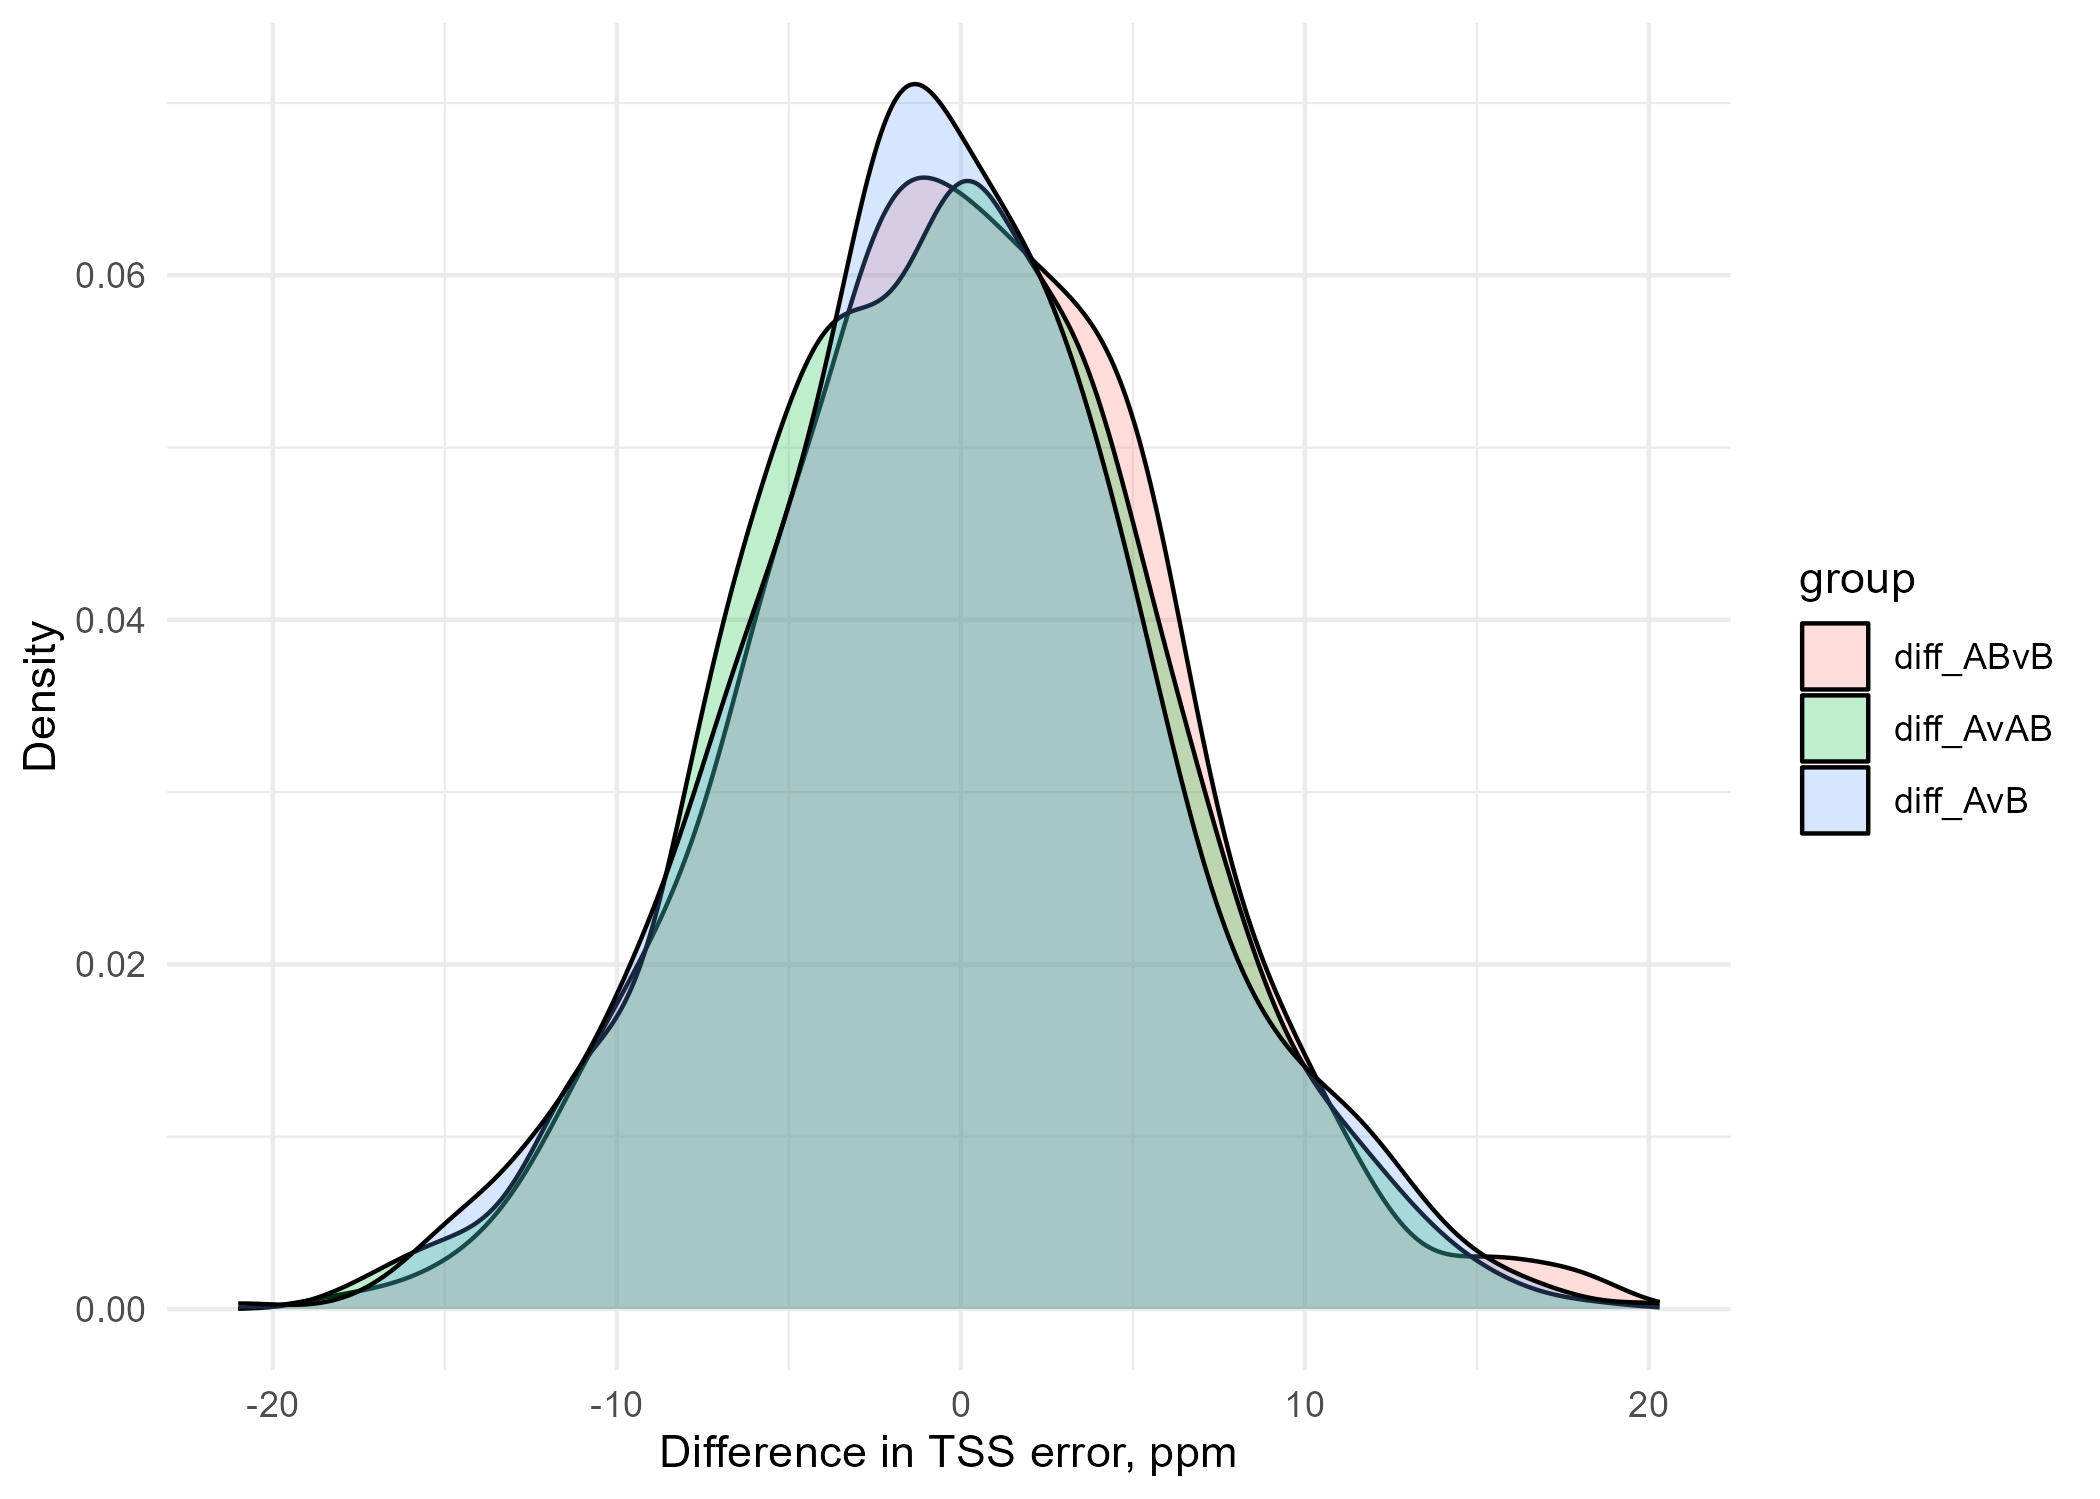 Density
0.06
0.04
0.02
0.00
-20 -10 0 10 20
Difference in TSS error, ppm
group
diff_ABvB
diff_AvAB
diff_AvB